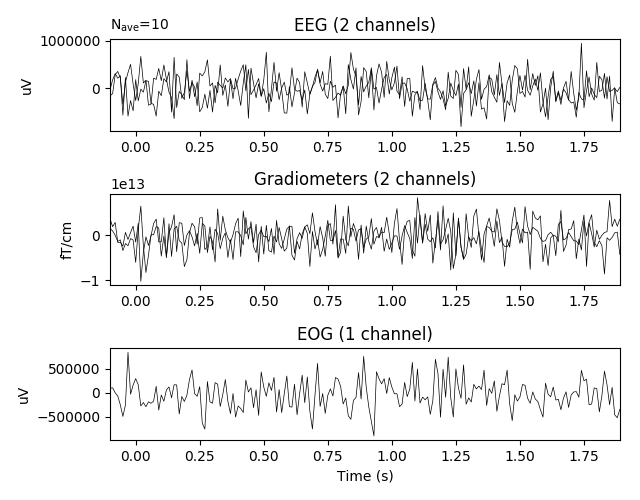 N_ave=10
EEG (2 channels)
1000000
0
uV
0.00 0.25 0.50 0.75 1.00 1.25 1.50 1.75
1e13
Gradiometers (2 channels)
0
−1
fT/cm
0.00 0.25 0.50 0.75 1.00 1.25 1.50 1.75
EOG (1 channel)
500000
0
−500000
uV
0.00 0.25 0.50 0.75 1.00 1.25 1.50 1.75
Time (s)